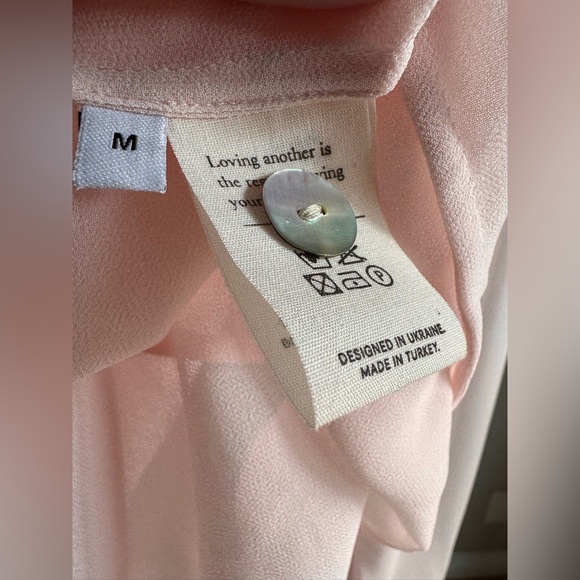 M
Loving another is
the
your
DESIGNED IN UKRAINE.
MADE IN TURKEY.